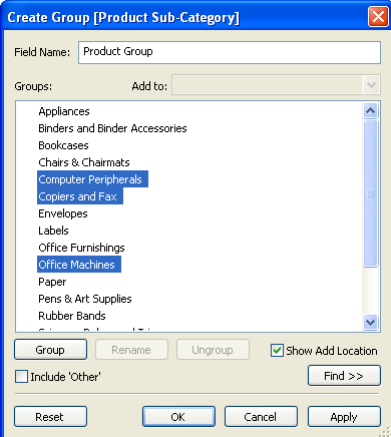 Create Group [Product Sub-Category]
Field Name: Product Group
Groups: Add to:
Appliances
Binders and Binder Accessories
Bookcases
Chairs & Chairmats
Computer Peripherals
Copiers and Fax
Envelopes
Labels
Office Furnishings
Office Machines
Paper
Pens & Art Supplies
Rubber Bands
Group Rename Ungroup Show Add Location
Include 'Other' Find >>
Reset OK Cancel Apply